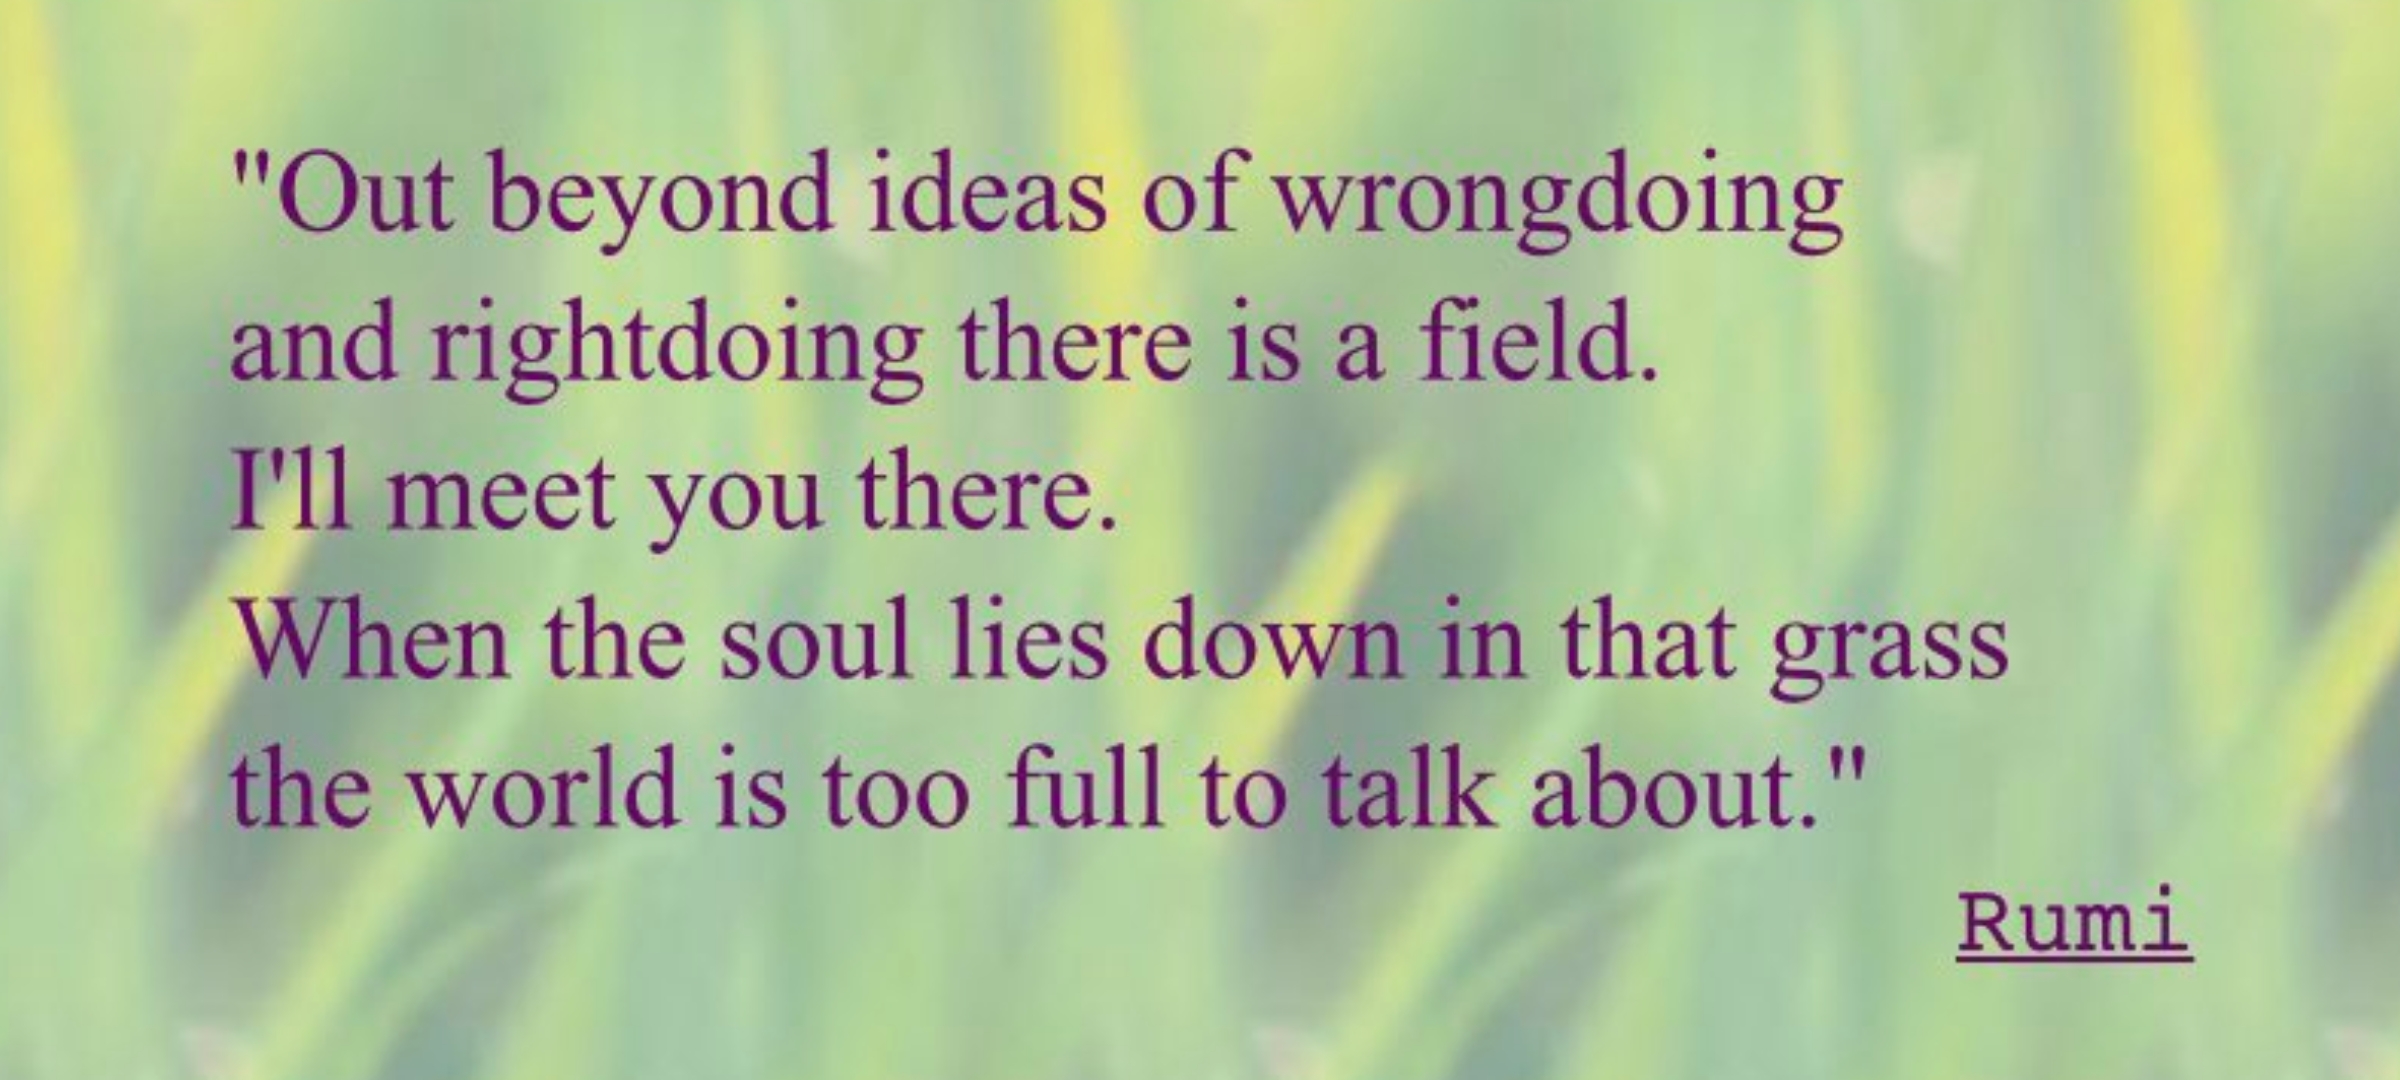 "Out beyond ideas of wrongdoing
and rightdoing there is a field.
I'll meet you there.
When the soul lies down in that grass
the world is too full to talk about."
Rumi